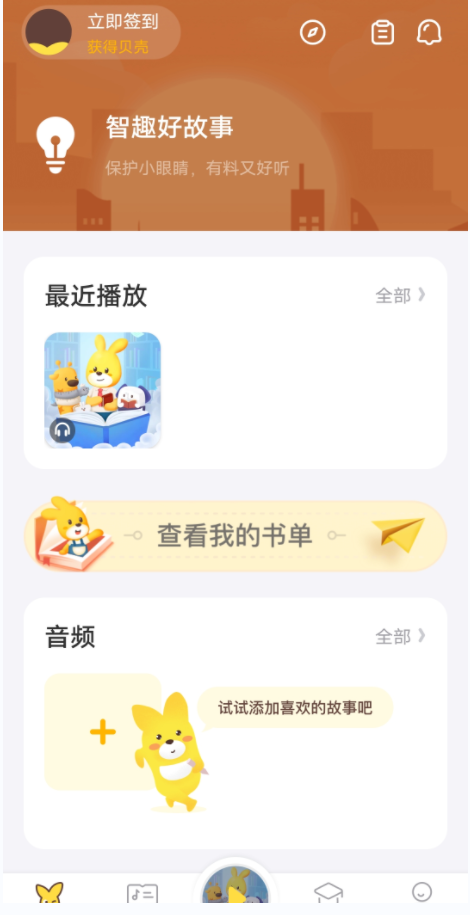 立即签到
获得贝壳
智趣好故事
保护小眼睛，有料又好听
最近播放
全部 》
查看我的书单
音频
全部 》
试试添加喜欢的故事吧